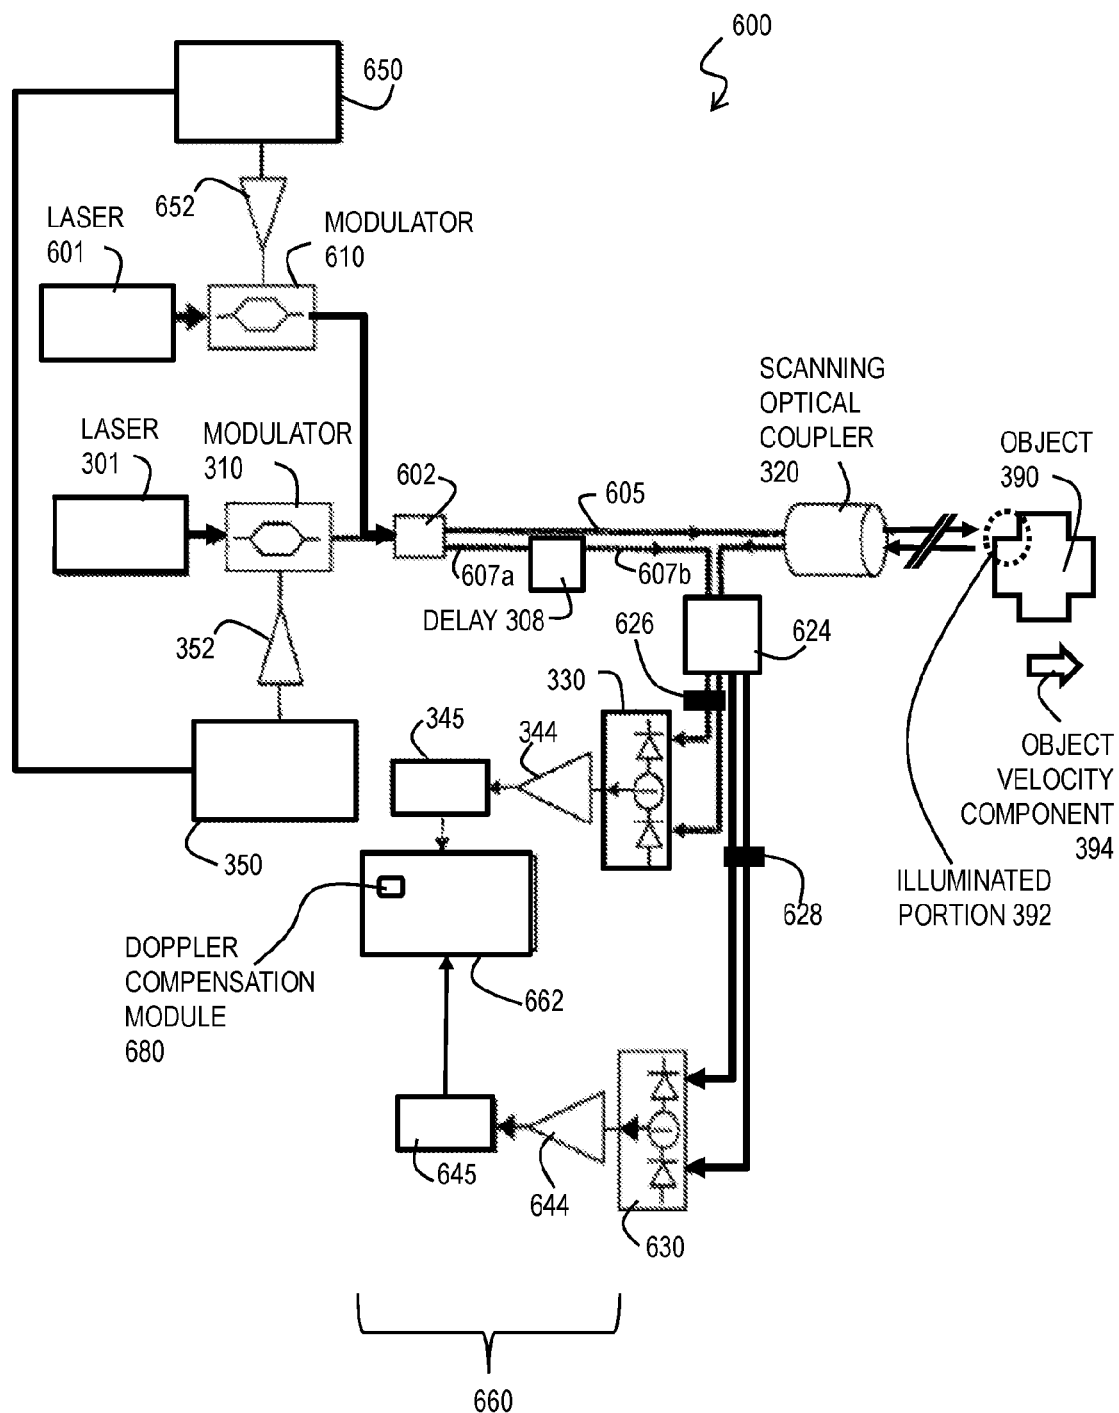 600
650
652
LASER
601
MODULATOR
610
SCANNING
OPTICAL
COUPLER
320
LASER
301
MODULATOR
310
OBJECT
390
602
605
607a
607b
DELAY 308
626
624
352
330
345
344
OBJECT
VELOCITY
COMPONENT
394
350
ILLUMINATED
PORTION 392
628
DOPPLER
COMPENSATION
MODULE
680
662
645
644
630
660